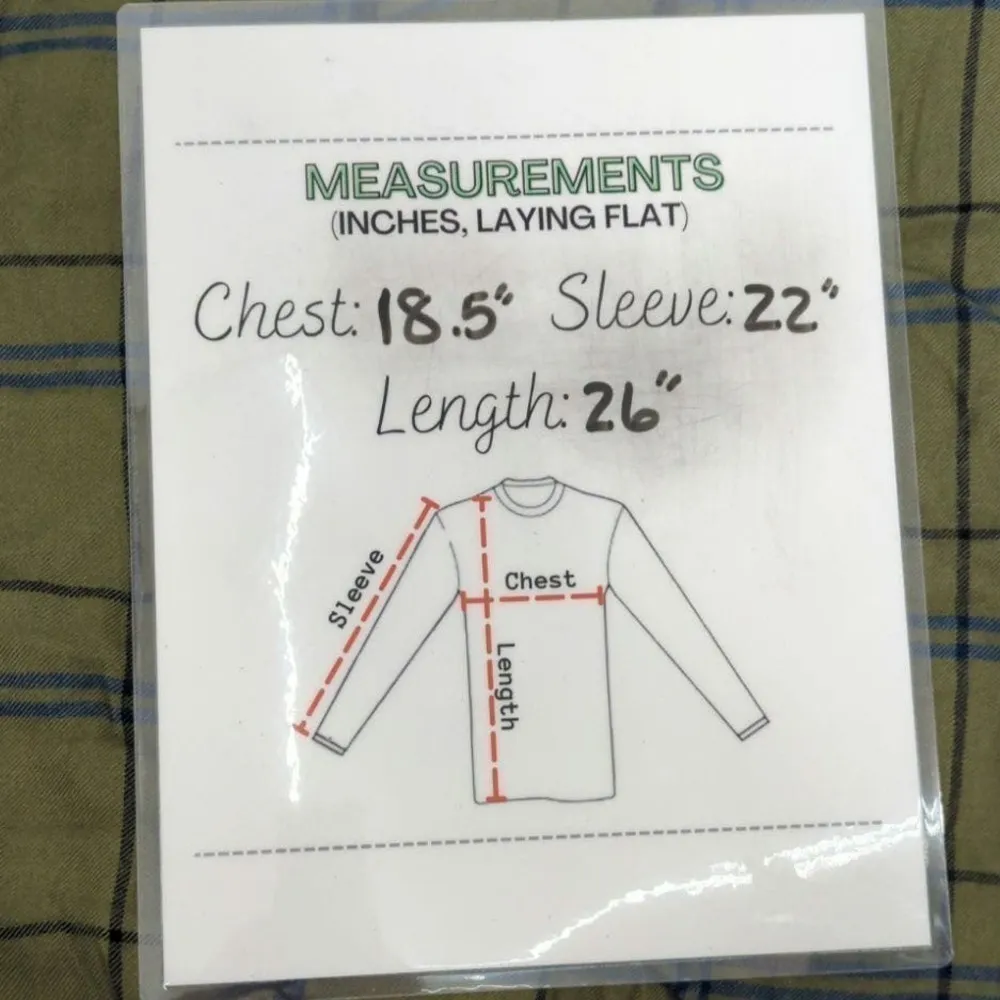 MEASUREMENTS
(INCHES, LAYING FLAT)
Chest: 18.5" Sleeve: 22"
Length: 26"
Sleeve
Chest
Length